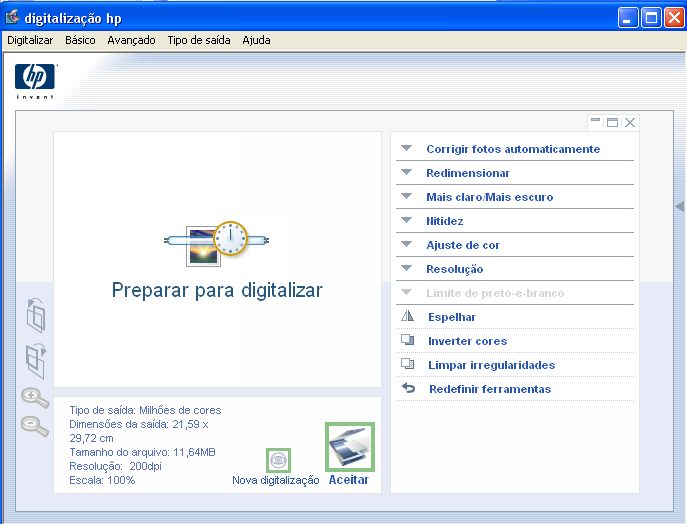 digitalização hp
Digitalizar Básico Avançado Tipo de saída Ajuda
hp
invent
Corrigir fotos automaticamente
Redimensionar
Mais claro/Mais escuro
Nitidez
Ajuste de cor
Resolução
Limite de preto-e-branco
Espelhar
Inverter cores
Limpar irregularidades
Redefinir ferramentas
Preparar para digitalizar
Tipo de saída: Milhões de cores
Dimensões da saída: 21,59 x
29,72 cm
Tamanho do arquivo: 11,64MB
Resolução: 200dpi
Escala: 100%
Nova digitalização
Aceitar